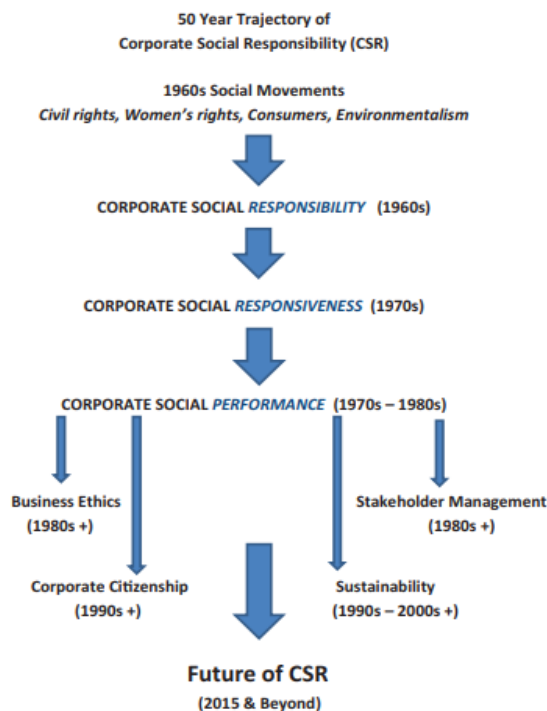 50 Year Trajectory of
Corporate Social Responsibility (CSR)
1960s Social Movements
Civil rights, Women's rights, Consumers, Environmentalism
CORPORATE SOCIAL RESPONSIBILITY (1960s)
CORPORATE SOCIAL RESPONSIVENESS (1970s)
CORPORATE SOCIAL PERFORMANCE (1970s – 1980s)
Business Ethics
(1980s +)
Stakeholder Management
(1980s +)
Corporate Citizenship
(1990s +)
Sustainability
(1990s – 2000s +)
Future of CSR
(2015 & Beyond)